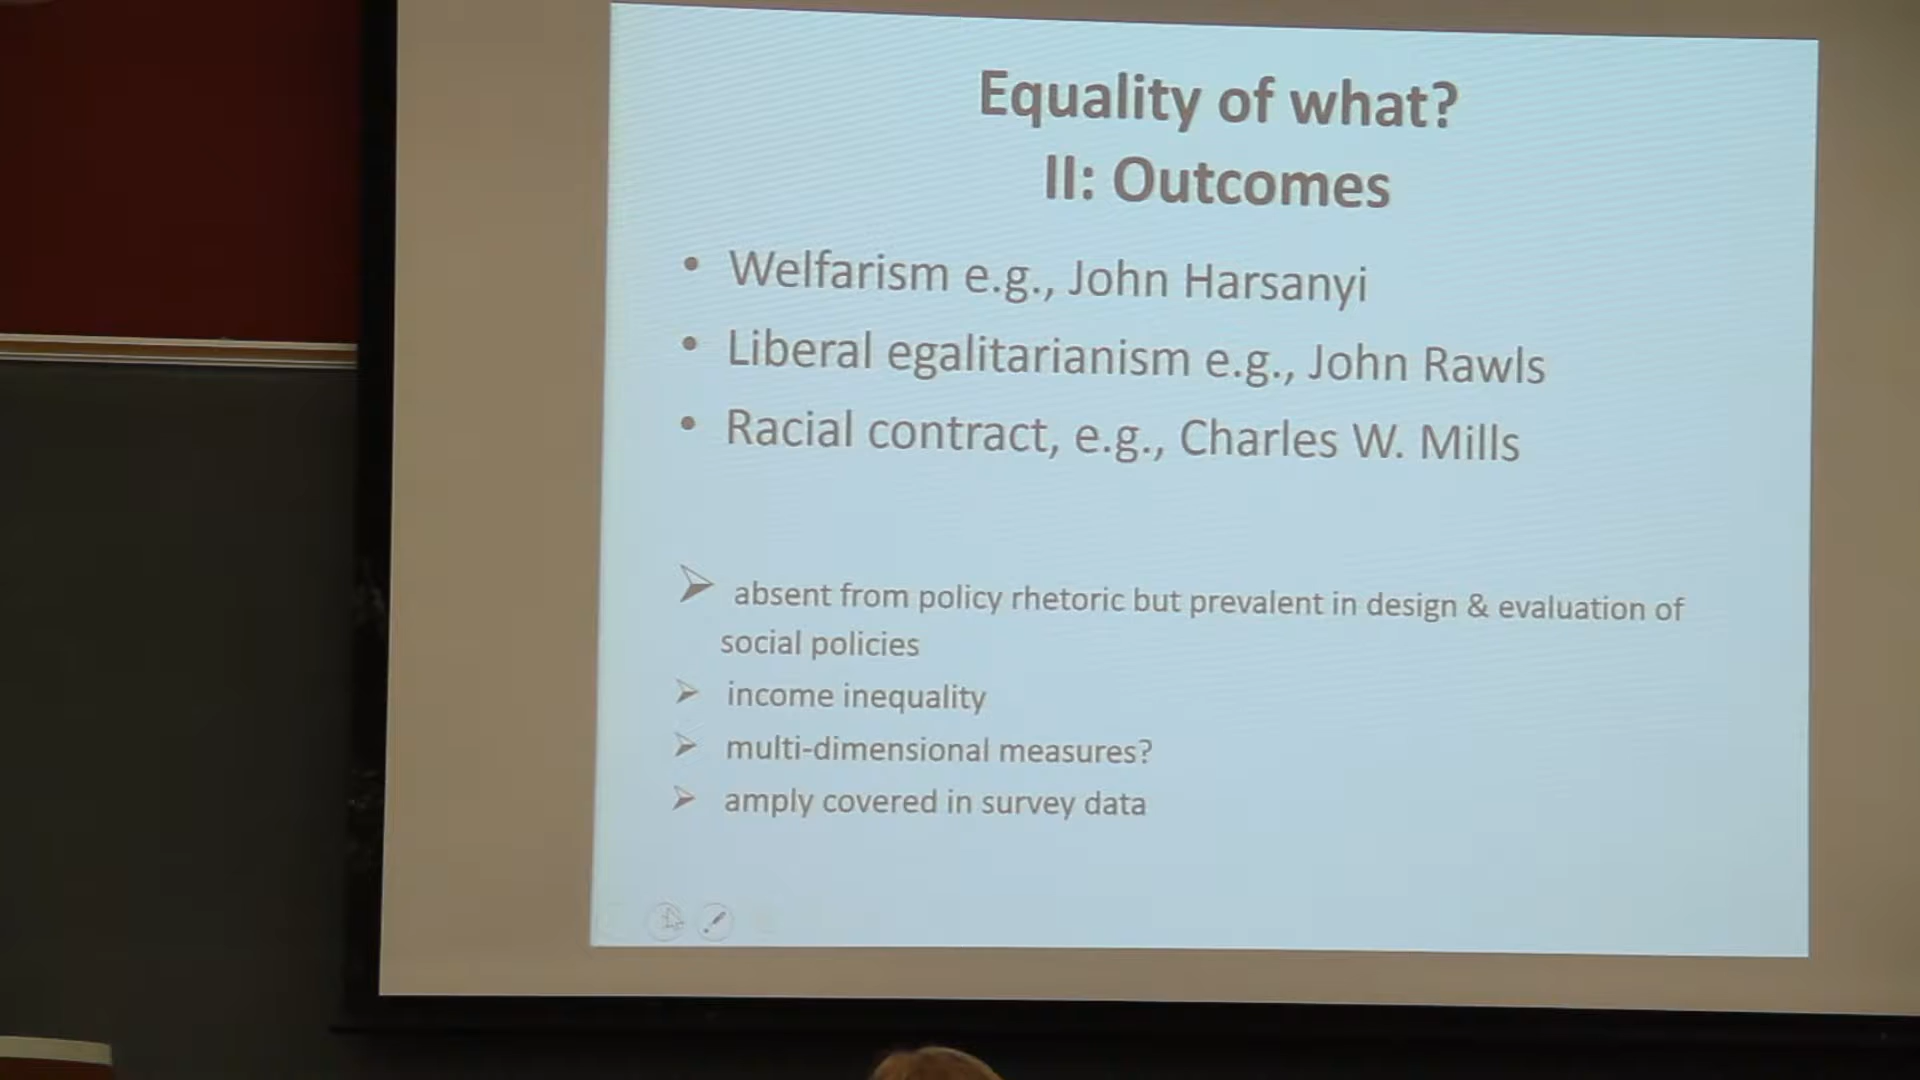 Equality of what?
II: Outcomes
• Welfarism e.g., John Harsanyi
• Liberal egalitarianism e.g., John Rawls
• Racial contract, e.g., Charles W. Mills
➢ absent from policy rhetoric but prevalent in design & evaluation of
social policies
➢ income inequality
➢ multi-dimensional measures?
➢ amply covered in survey data